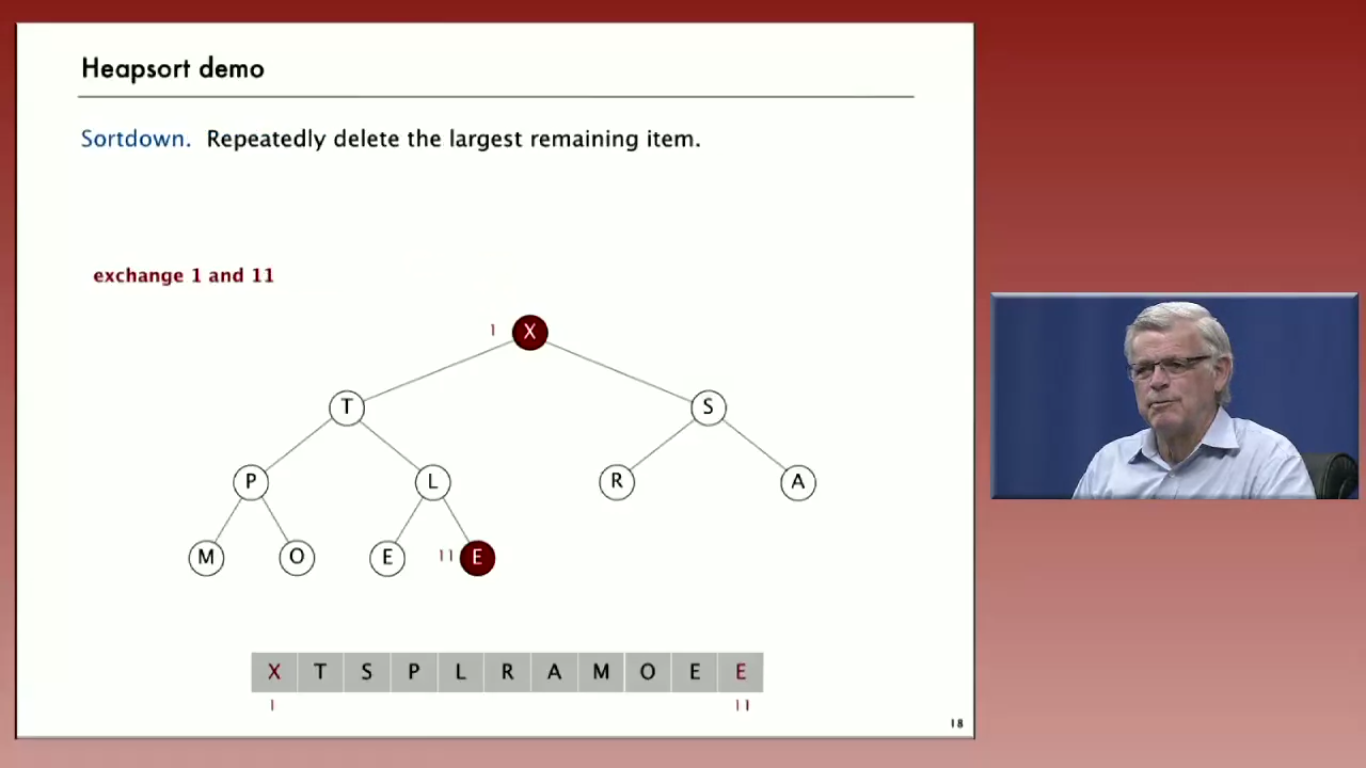 Heapsort demo
Sortdown. Repeatedly delete the largest remaining item.
exchange 1 and 11
1 X
T S
P L R A
M O E 11 E
X T S P L R A M O E E
1 11
18